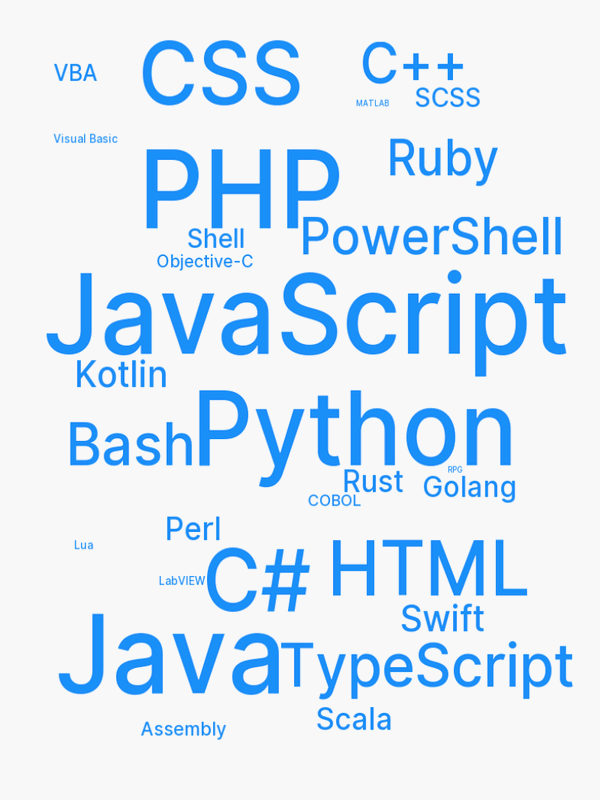 CSS
C++
VBA
SCSS
MATLAB
Visual Basic
Ruby
PHP
PowerShell
Shell
Objective-C
JavaScript
Kotlin
Python
Bash
RPG
Rust
Golang
COBOL
Perl
Lua
HTML
C#
LabVIEW
Swift
Java
TypeScript
Scala
Assembly